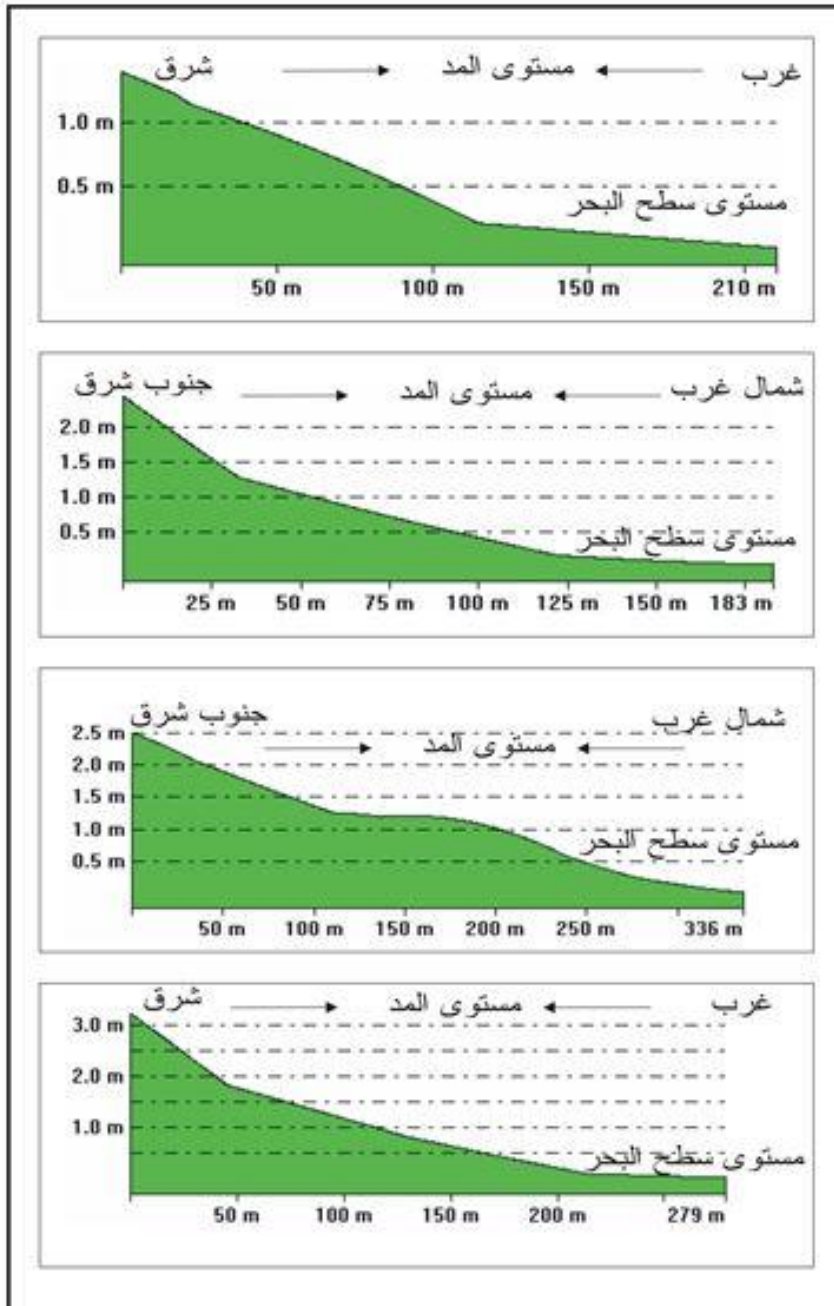 شرق مستوى المد غرب
1.0 m
0.5 m
مستوى سطح البحر
50 m 100 m 150 m 210 m
جنوب شرق مستوى المد شمال غرب
2.0 m
1.5 m
1.0 m
0.5 m
مستوى سطح البحر
25 m 50 m 75 m 100 m 125 m 150 m 183 m
جنوب شرق مستوى المد شمال غرب
2.5 m
2.0 m
1.5 m
1.0 m
مستوى سطح البحر
0.5 m
50 m 100 m 150 m 200 m 250 m 336 m
شرق مستوى المد غرب
3.0 m
2.0 m
1.0 m
مستوى سطح البحر
50 m 100 m 150 m 200 m 279 m